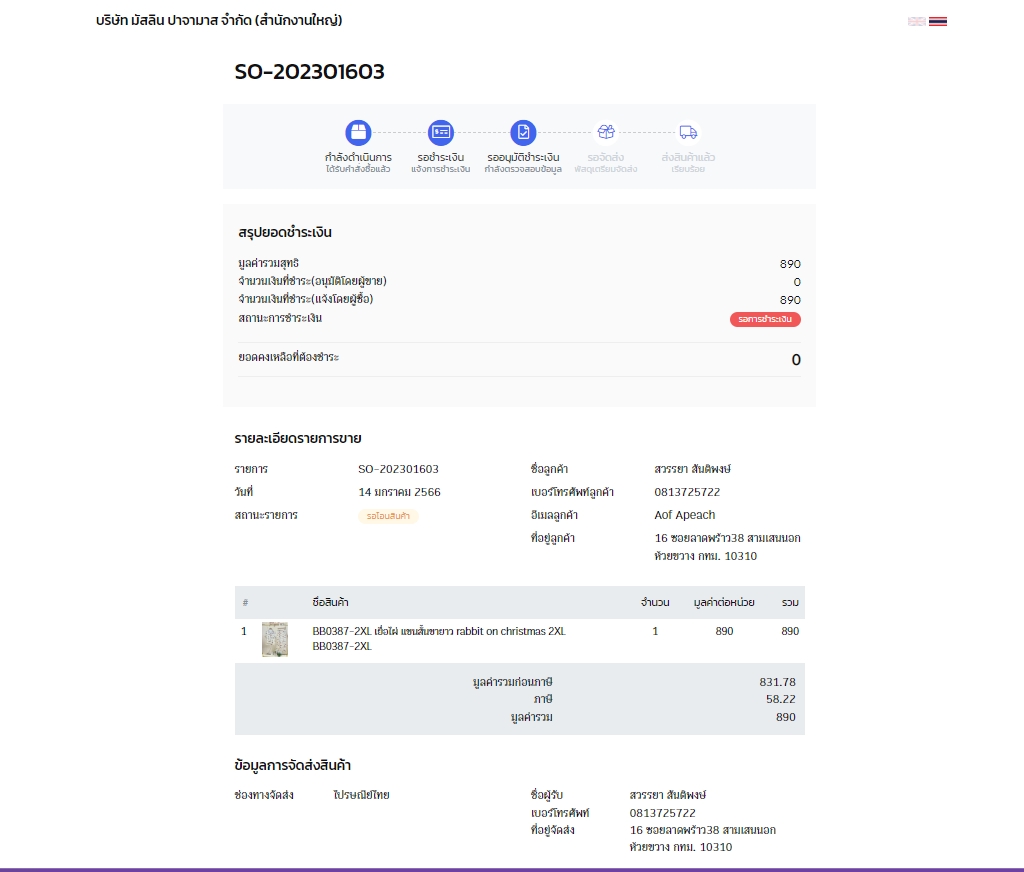 บริษัท มัสลิน ปาจามาส จำกัด (สำนักงานใหญ่)
SO-202301603
กำลังดำเนินการ รอชำระเงิน รออนุมัติชำระเงิน รอจัดส่ง ส่งสินค้าแล้ว
ได้รับคำสั่งซื้อแล้ว แจ้งการชำระเงิน กำลังตรวจสอบข้อมูล พัสดุเตรียมจัดส่ง เรียบร้อย
สรุปยอดชำระเงิน
มูลค่ารวมสุทธิ 890
จำนวนเงินที่ชำระ(อนุมัติโดยผู้ขาย) 0
จำนวนเงินที่ชำระ(แจ้งโดยผู้ซื้อ) 890
สถานะการชำระเงิน รอการชำระเงิน
ยอดคงเหลือที่ต้องชำระ 0
รายละเอียดรายการขาย
รายการ SO-202301603 ชื่อลูกค้า สวรรยา สันติพงษ์
วันที่ 14 มกราคม 2566 เบอร์โทรศัพท์ลูกค้า 0813725722
สถานะรายการ รอโอนสินค้า อีเมลลูกค้า Aof Apeach
ที่อยู่ลูกค้า 16 ซอยลาดพร้าว38 สามเสนนอก
ห้วยขวาง กทม. 10310
# ชื่อสินค้า จำนวน มูลค่าต่อหน่วย รวม
1 BB0387-2XL เยื่อไผ่ แขนสั้นขายาว rabbit on christmas 2XL 1 890 890
BB0387-2XL
มูลค่ารวมก่อนภาษี 831.78
ภาษี 58.22
มูลค่ารวม 890
ข้อมูลการจัดส่งสินค้า
ช่องทางจัดส่ง ไปรษณีย์ไทย ชื่อผู้รับ สวรรยา สันติพงษ์
เบอร์โทรศัพท์ 0813725722
ที่อยู่จัดส่ง 16 ซอยลาดพร้าว38 สามเสนนอก
ห้วยขวาง กทม. 10310